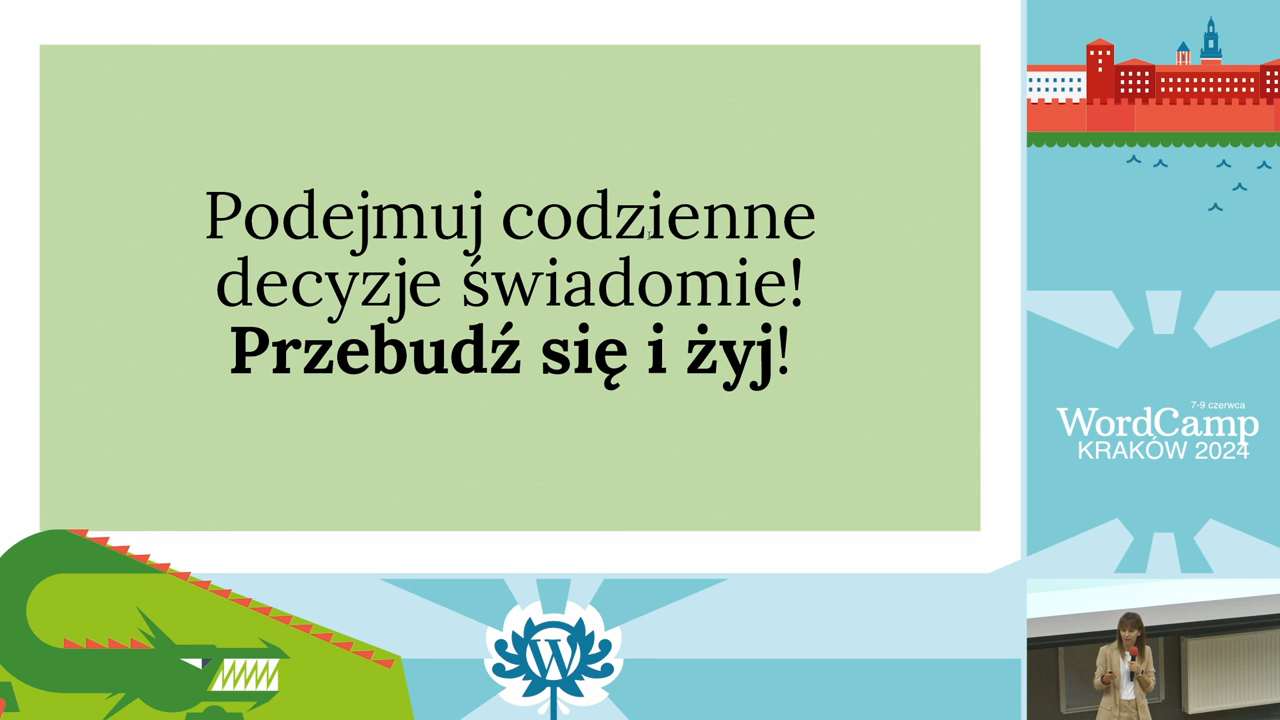 Podejmuj codzienne
decyzje świadomie!
Przebudź się i żyj!
7-9 czerwca
WordCamp
KRAKÓW 2024
W